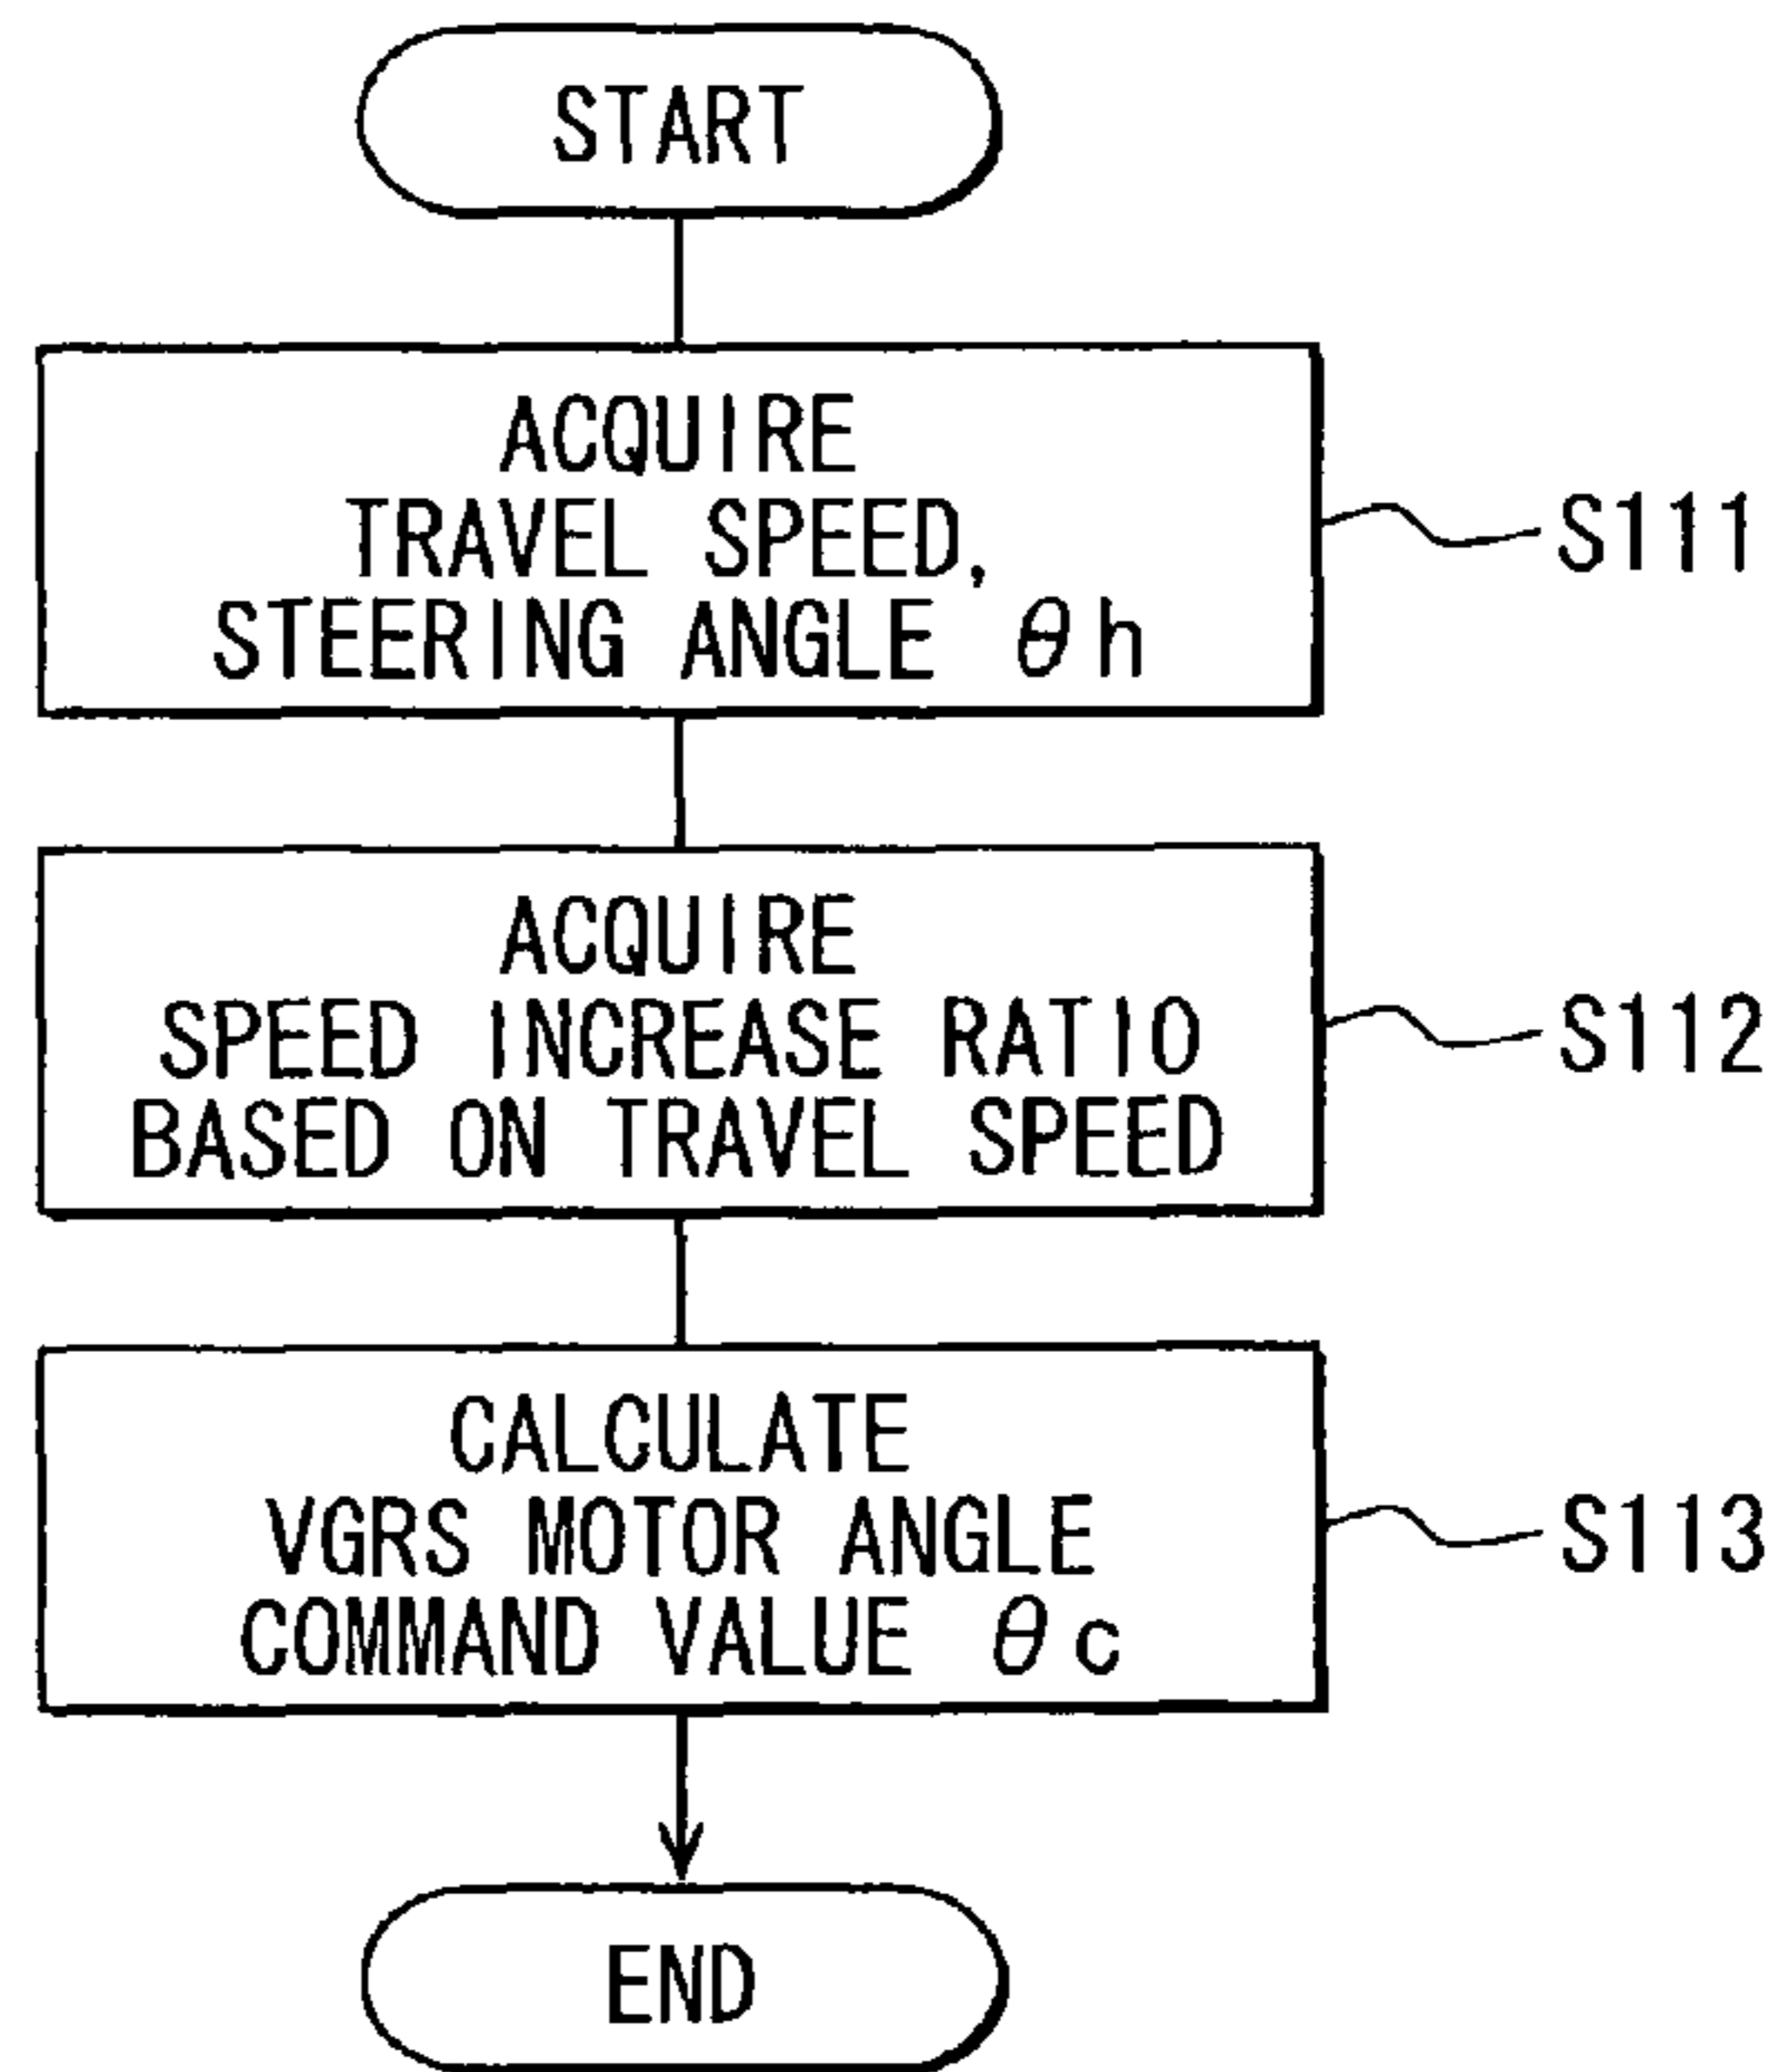 START
ACQUIRE
TRAVEL SPEED,
STEERING ANGLE θh
S111
ACQUIRE
SPEED INCREASE RATIO
BASED ON TRAVEL SPEED
S112
CALCULATE
VGRS MOTOR ANGLE
COMMAND VALUE θc
S113
END